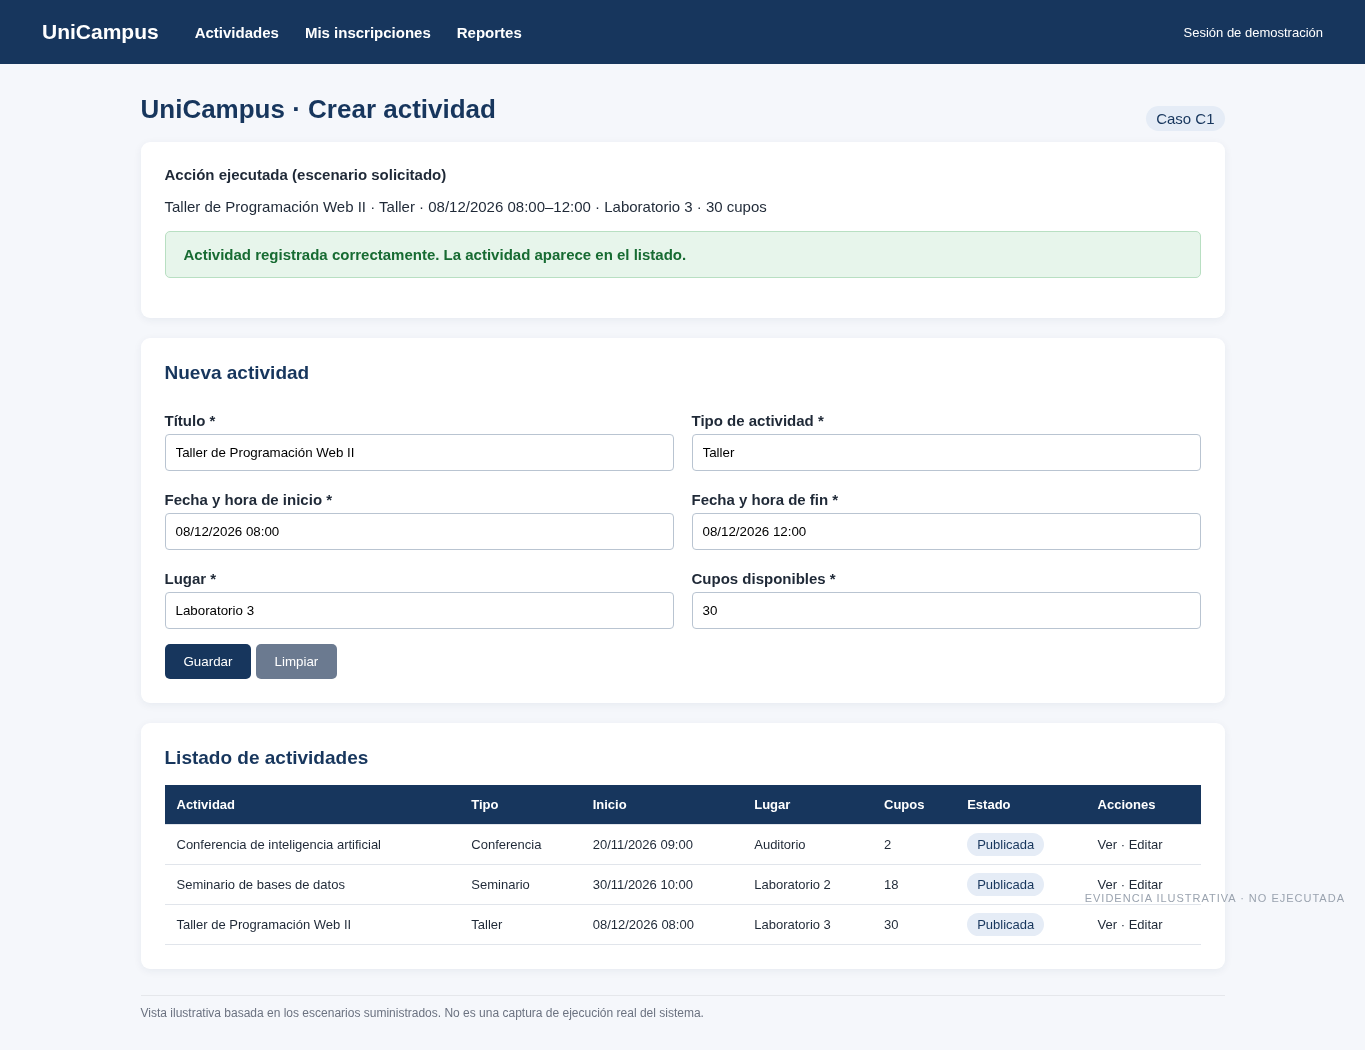 UniCampus Actividades Mis inscripciones Reportes Sesión de demostración
UniCampus · Crear actividad
Caso C1
Acción ejecutada (escenario solicitado)
Taller de Programación Web II · Taller · 08/12/2026 08:00–12:00 · Laboratorio 3 · 30 cupos
Actividad registrada correctamente. La actividad aparece en el listado.
Nueva actividad
Título * Tipo de actividad *
Taller de Programación Web II Taller
Fecha y hora de inicio * Fecha y hora de fin *
08/12/2026 08:00 08/12/2026 12:00
Lugar * Cupos disponibles *
Laboratorio 3 30
Guardar Limpiar
Listado de actividades
Actividad Tipo Inicio Lugar Cupos Estado Acciones
Conferencia de inteligencia artificial Conferencia 20/11/2026 09:00 Auditorio 2 Publicada Ver · Editar
Seminario de bases de datos Seminario 30/11/2026 10:00 Laboratorio 2 18 Publicada Ver · Editar
EVIDENCIA ILUSTRATIVA · NO EJECUTADA
Taller de Programación Web II Taller 08/12/2026 08:00 Laboratorio 3 30 Publicada Ver · Editar
Vista ilustrativa basada en los escenarios suministrados. No es una captura de ejecución real del sistema.